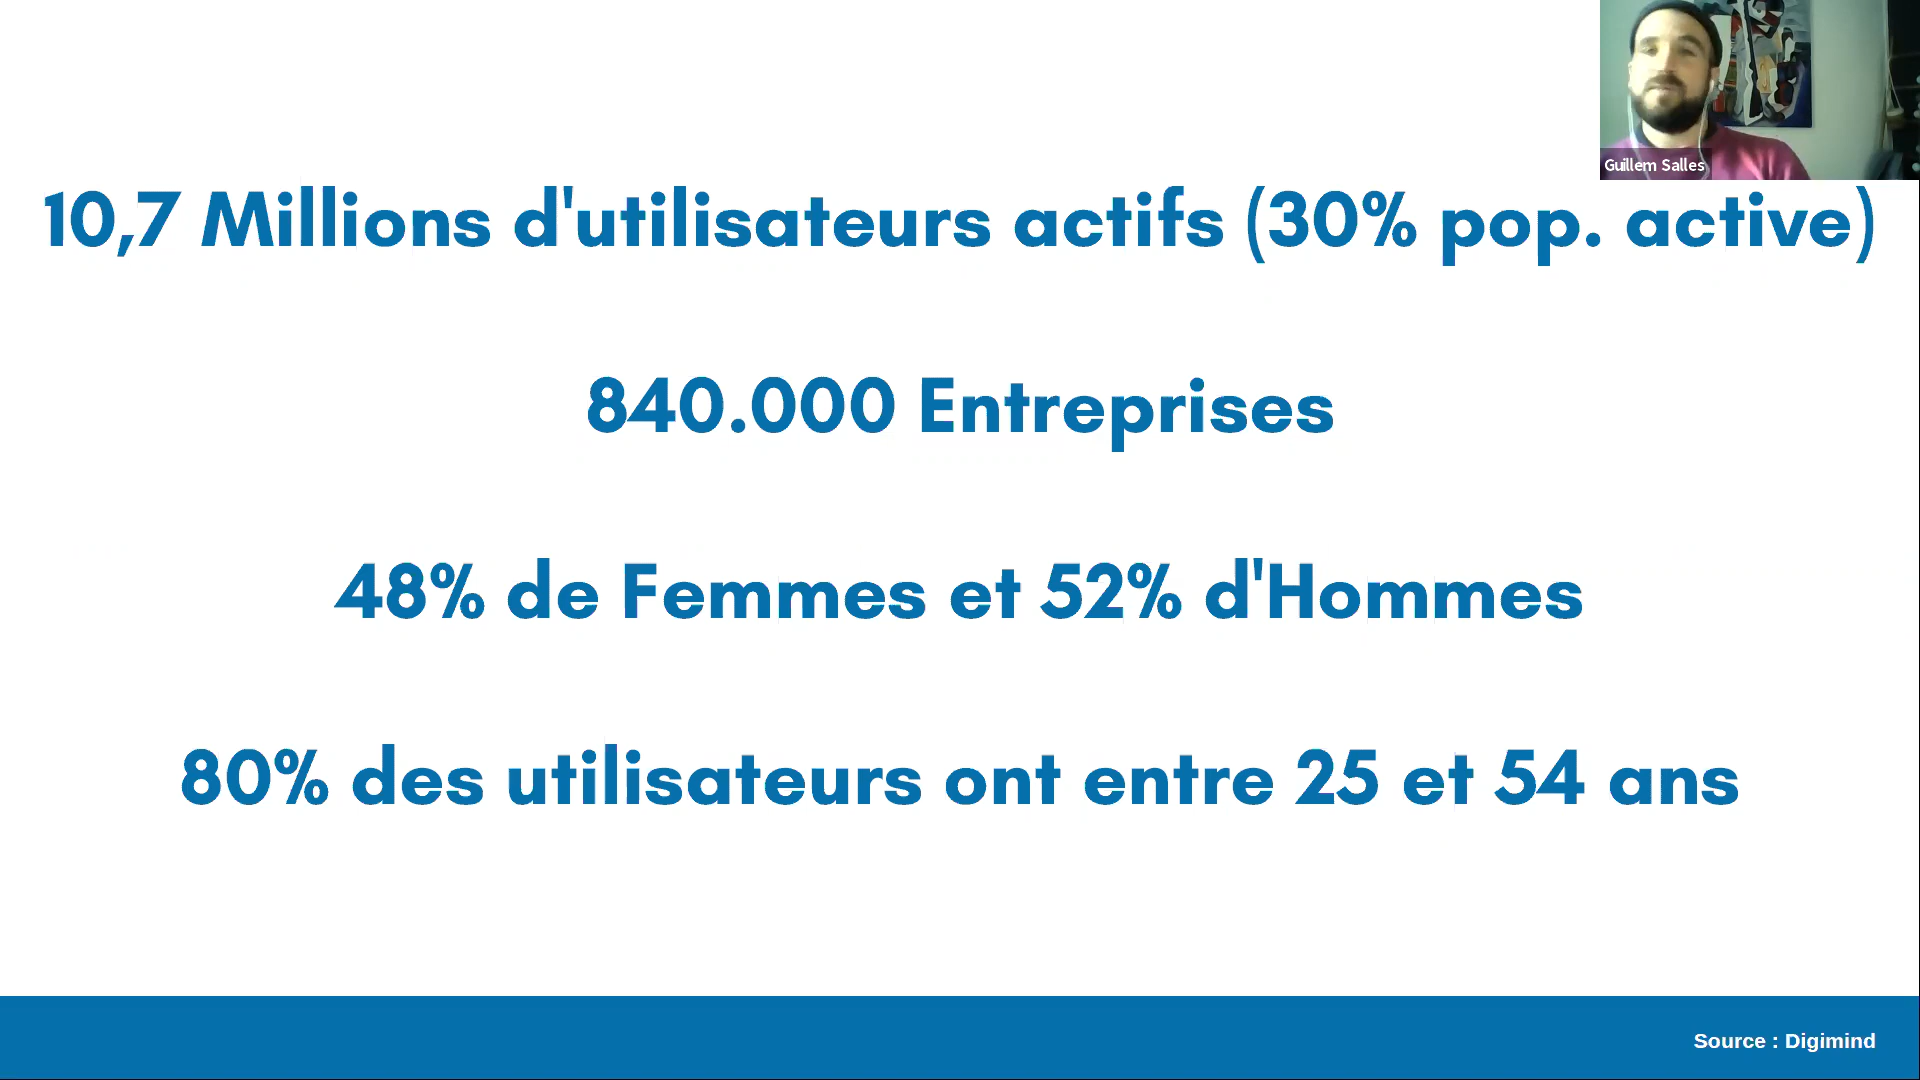 Guillem Salles
10,7 Millions d'utilisateurs actifs (30% pop. active)
840.000 Entreprises
48% de Femmes et 52% d'Hommes
80% des utilisateurs ont entre 25 et 54 ans
Source : Digimind